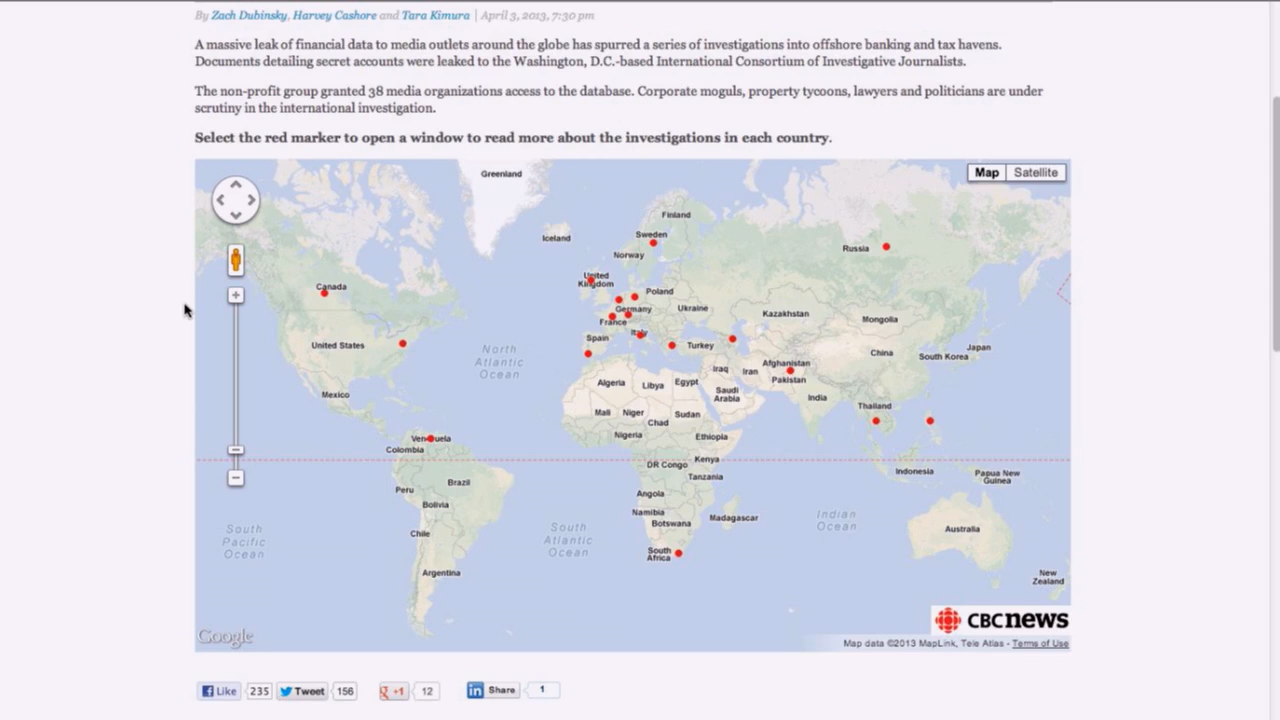 By Zach Dubinsky, Harvey Cashore and Tara Kimura | April 3, 2013, 7:30 pm
A massive leak of financial data to media outlets around the globe has spurred a series of investigations into offshore banking and tax havens.
Documents detailing secret accounts were leaked to the Washington, D.C.-based International Consortium of Investigative Journalists.
The non-profit group granted 38 media organizations access to the database. Corporate moguls, property tycoons, lawyers and politicians are under
scrutiny in the international investigation.
Select the red marker to open a window to read more about the investigations in each country.
Map Satellite
Greenland
Finland
Iceland
Sweden
Russia
Norway
United
Kingdom
Canada
Poland
Germany
Ukraine
Kazakhstan
France
Mongolia
Spain
Italy
United States
Turkey
North
Atlantic
Ocean
China
South Korea
Japan
Afghanistan
Iraq
Iran
Pakistan
Algeria
Libya
Egypt
Saudi
Arabia
Mexico
India
Thailand
Mali
Niger
Sudan
Chad
Nigeria
Ethiopia
Venezuela
Colombia
Kenya
DR Congo
Tanzania
Indonesia
Papua New
Guinea
Peru
Brazil
Angola
Bolivia
Namibia
Botswana
Madagascar
Indian
Ocean
South
Pacific
Ocean
South
Atlantic
Ocean
Chile
Australia
South
Africa
Argentina
New
Zealand
CBCnews
Google
Map data ©2013 MapLink, Tele Atlas - Terms of Use
Like 235 Tweet 156 +1 12 in Share 1